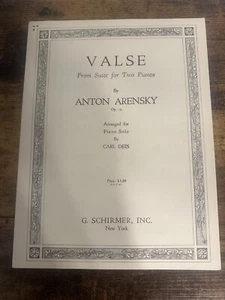 VALSE
From Suite for Two Pianos
By
ANTON ARENSKY
Op. 15
Arranged for
Piano Solo
By
CARL DEIS
G. SCHIRMER, INC.
New York